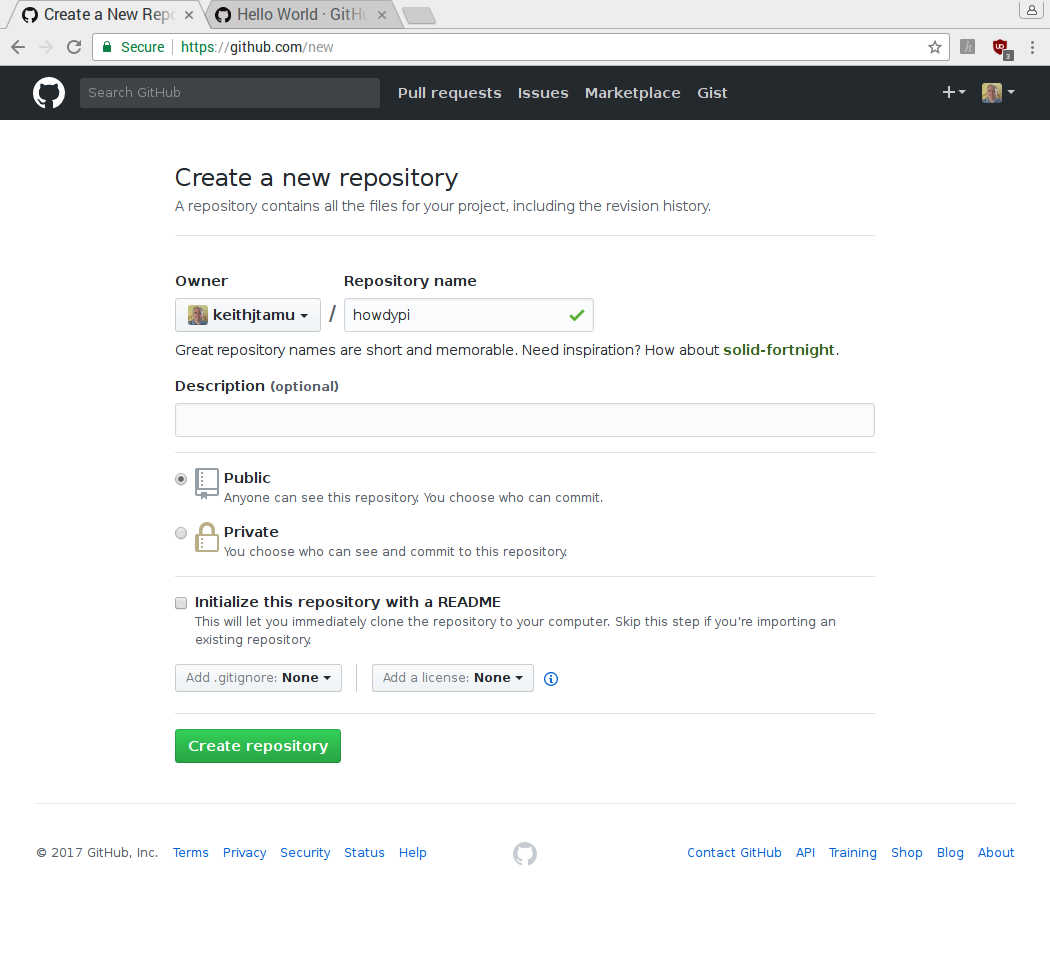 Create a New Rep
Hello World · GitH
Secure https://github.com/new
3
Search GitHub Pull requests Issues Marketplace Gist
Create a new repository
A repository contains all the files for your project, including the revision history.
Owner Repository name
keithjtamu / howdypi
Great repository names are short and memorable. Need inspiration? How about solid-fortnight.
Description (optional)
Public
Anyone can see this repository. You choose who can commit.
Private
You choose who can see and commit to this repository.
Initialize this repository with a README
This will let you immediately clone the repository to your computer. Skip this step if you're importing an
existing repository.
Add .gitignore: None Add a license: None
Create repository
© 2017 GitHub, Inc. Terms Privacy Security Status Help Contact GitHub API Training Shop Blog About